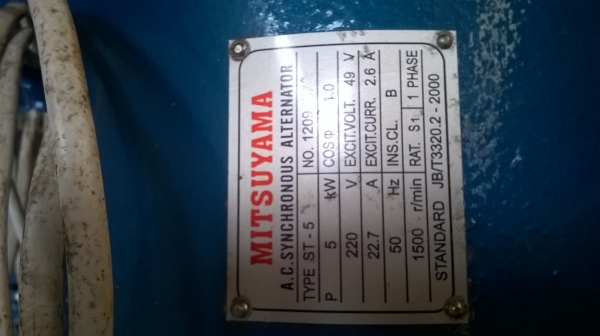 MITSUYAMA
A.C.SYNCHRONOUS ALTERNATOR
TYPE ST - 5 NO. 1209
P 5 kW COS Φ 1.0
220 V EXCIT.VOLT. 49 V
22.7 A EXCIT.CURR. 2.6 A
50 Hz INS.CL. B
1500 r/min RAT. S1 1 PHASE
STANDARD JB/T3320.2 - 2000